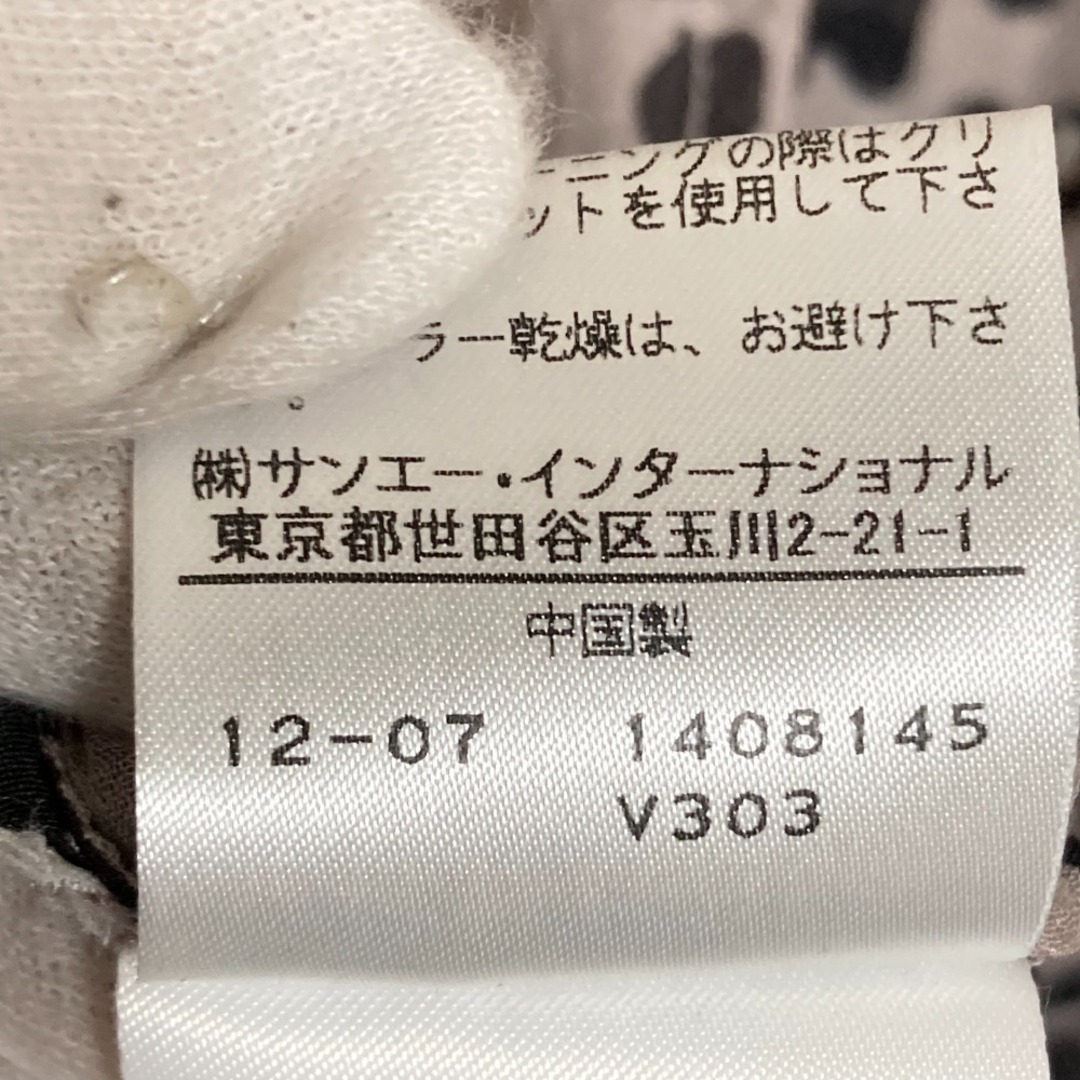 ーニングの際はクリ
ットを使用して下さ
ラー乾燥は、お避け下さ
。
㈱サンエー・インターナショナル
東京都世田谷区玉川2-21-1
中国製
12-07 1408145
V303